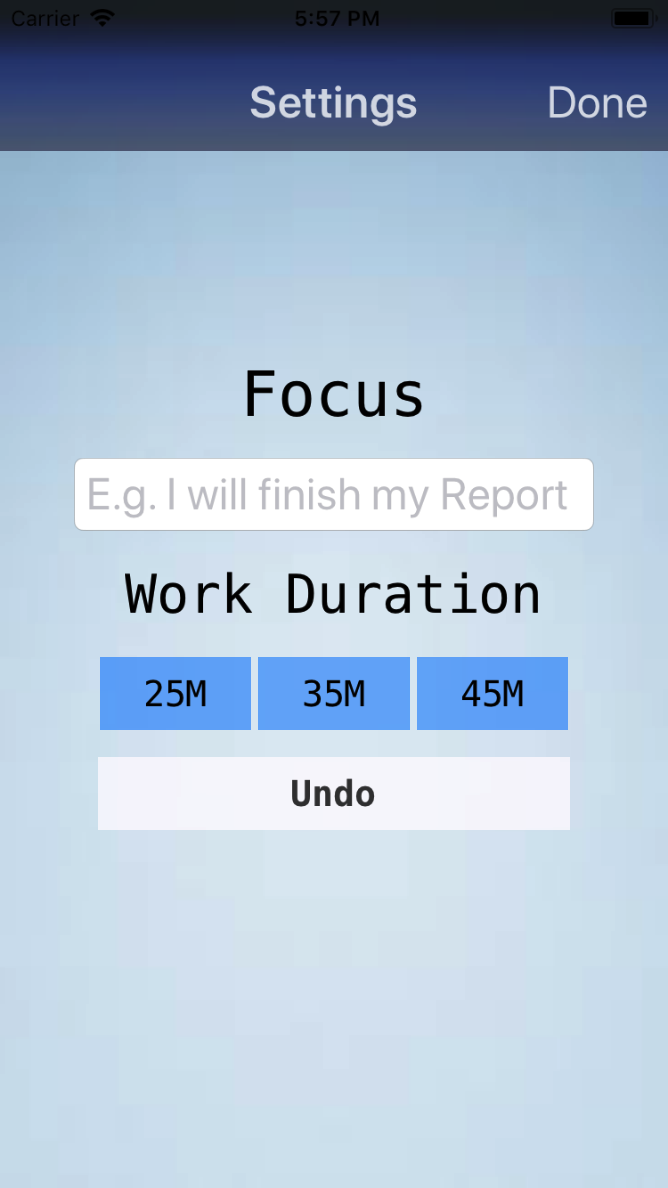 Carrier 5:57 PM
Settings Done
Focus
E.g. I will finish my Report
Work Duration
25M 35M 45M
Undo